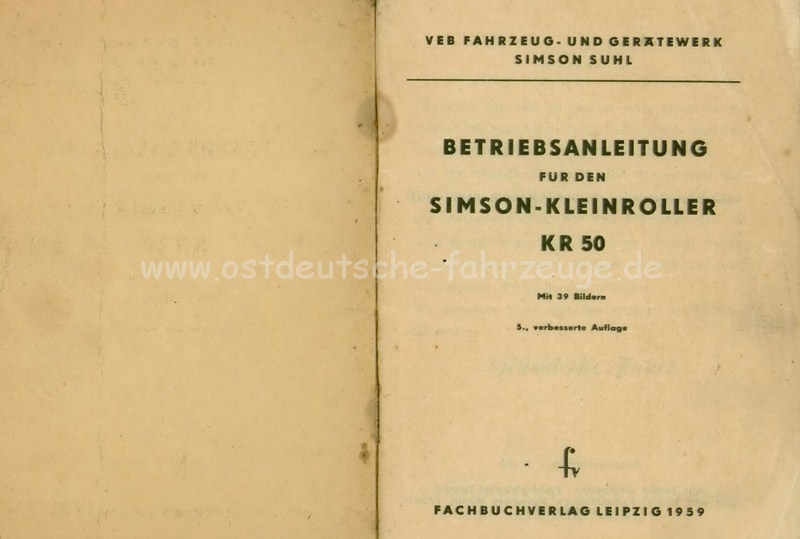 VEB FAHRZEUG- UND GERÄTEWERK
SIMSON SUHL
BETRIEBSANLEITUNG
FÜR DEN
SIMSON-KLEINROLLER
KR 50
www.ostdeutsche-fahrzeuge.de
Mit 39 Bildern
5., verbesserte Auflage
fv
FACHBUCHVERLAG LEIPZIG 1959